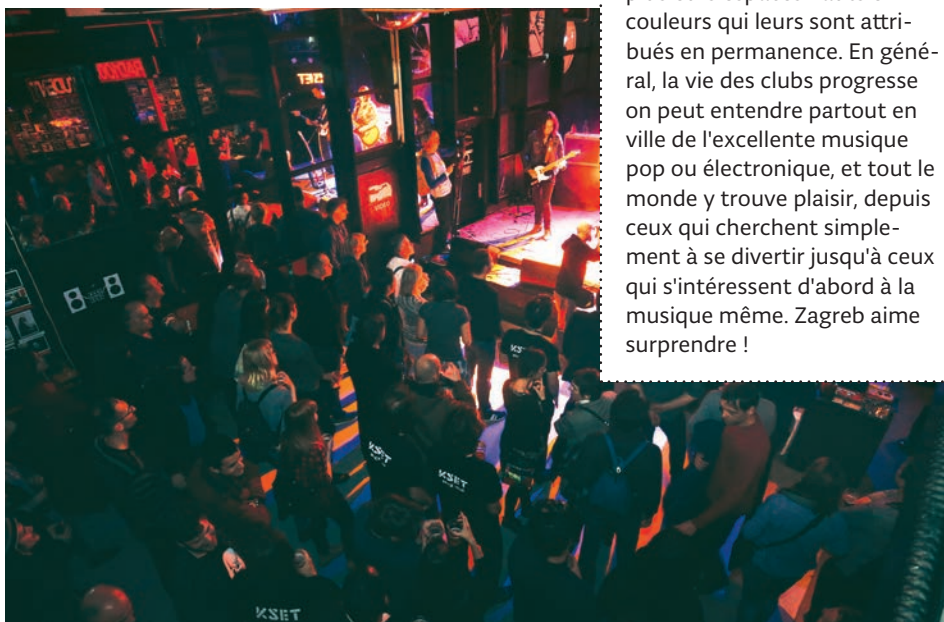 couleurs qui leurs sont attri-
bués en permanence. En géné-
ral, la vie des clubs progresse
on peut entendre partout en
ville de l'excellente musique
pop ou électronique, et tout le
monde y trouve plaisir, depuis
ceux qui cherchent simple-
ment à se divertir jusqu'à ceux
qui s'intéressent d'abord à la
musique même. Zagreb aime
surprendre !
KSET
KSET
KSET
KSET